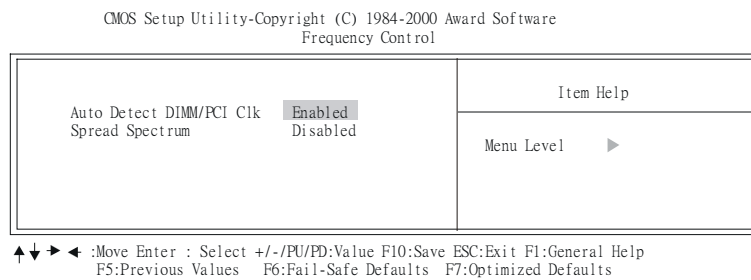 CMOS Setup Utility-Copyright (C) 1984-2000 Award Software
Frequency Control
Auto Detect DIMM/PCI Clk Enabled
Spread Spectrum Disabled
Item Help
Menu Level ▶
↑↓→← :Move Enter : Select +/-/PU/PD:Value F10:Save ESC:Exit F1:General Help
F5:Previous Values F6:Fail-Safe Defaults F7:Optimized Defaults